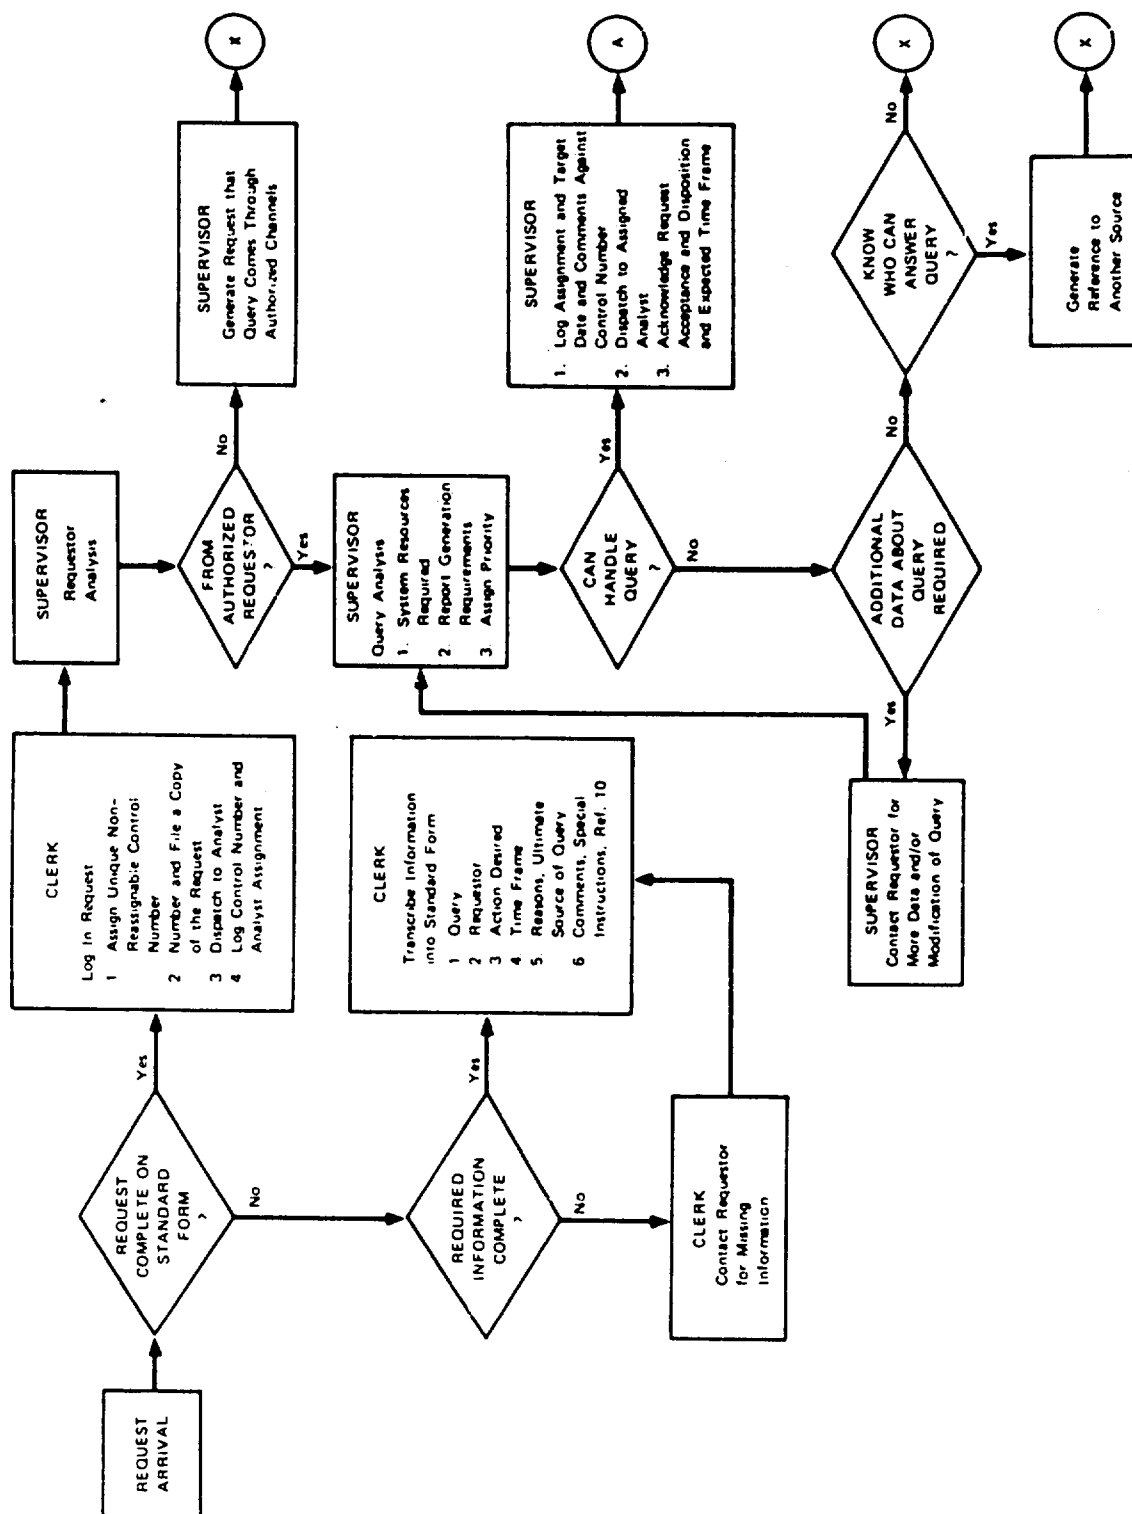 REQUEST
ARRIVAL
REQUEST
COMPLETE ON
STANDARD
FORM
?
Yes
No
CLERK
Log In Request
1 Assign Unique Non-
Reassignable Control
Number
2 Number and File a Copy
of the Request
3 Dispatch to Analyst
4 Log Control Number and
Analyst Assignment
REQUIRED
INFORMATION
COMPLETE
?
Yes
No
CLERK
Transcribe Information
into Standard Form
1 Query
2 Requestor
3 Action Desired
4. Time Frame
5. Reasons, Ultimate
Source of Query
6 Comments, Special
Instructions, Ref. 10
CLERK
Contact Requestor
for Missing
Information
SUPERVISOR
Requestor
Analysis
FROM
AUTHORIZED
REQUESTOR
?
No
Yes
SUPERVISOR
Generate Request that
Query Comes Through
Authorized Channels
X
SUPERVISOR
Query Analysis
1. System Resources
Required
2. Report Generation
Requirements
3 Assign Priority
CAN
HANDLE
QUERY
?
Yes
No
SUPERVISOR
1. Log Assignment and Target
Date and Comments Against
Control Number
2. Dispatch to Assigned
Analyst
3. Acknowledge Request
Acceptance and Disposition
and Expected Time Frame
A
ADDITIONAL
DATA ABOUT
QUERY
REQUIRED
Yes
No
SUPERVISOR
Contact Requestor for
More Data and/or
Modification of Query
KNOW
WHO CAN
ANSWER
QUERY
?
No
Yes
X
Generate
Reference to
Another Source
X